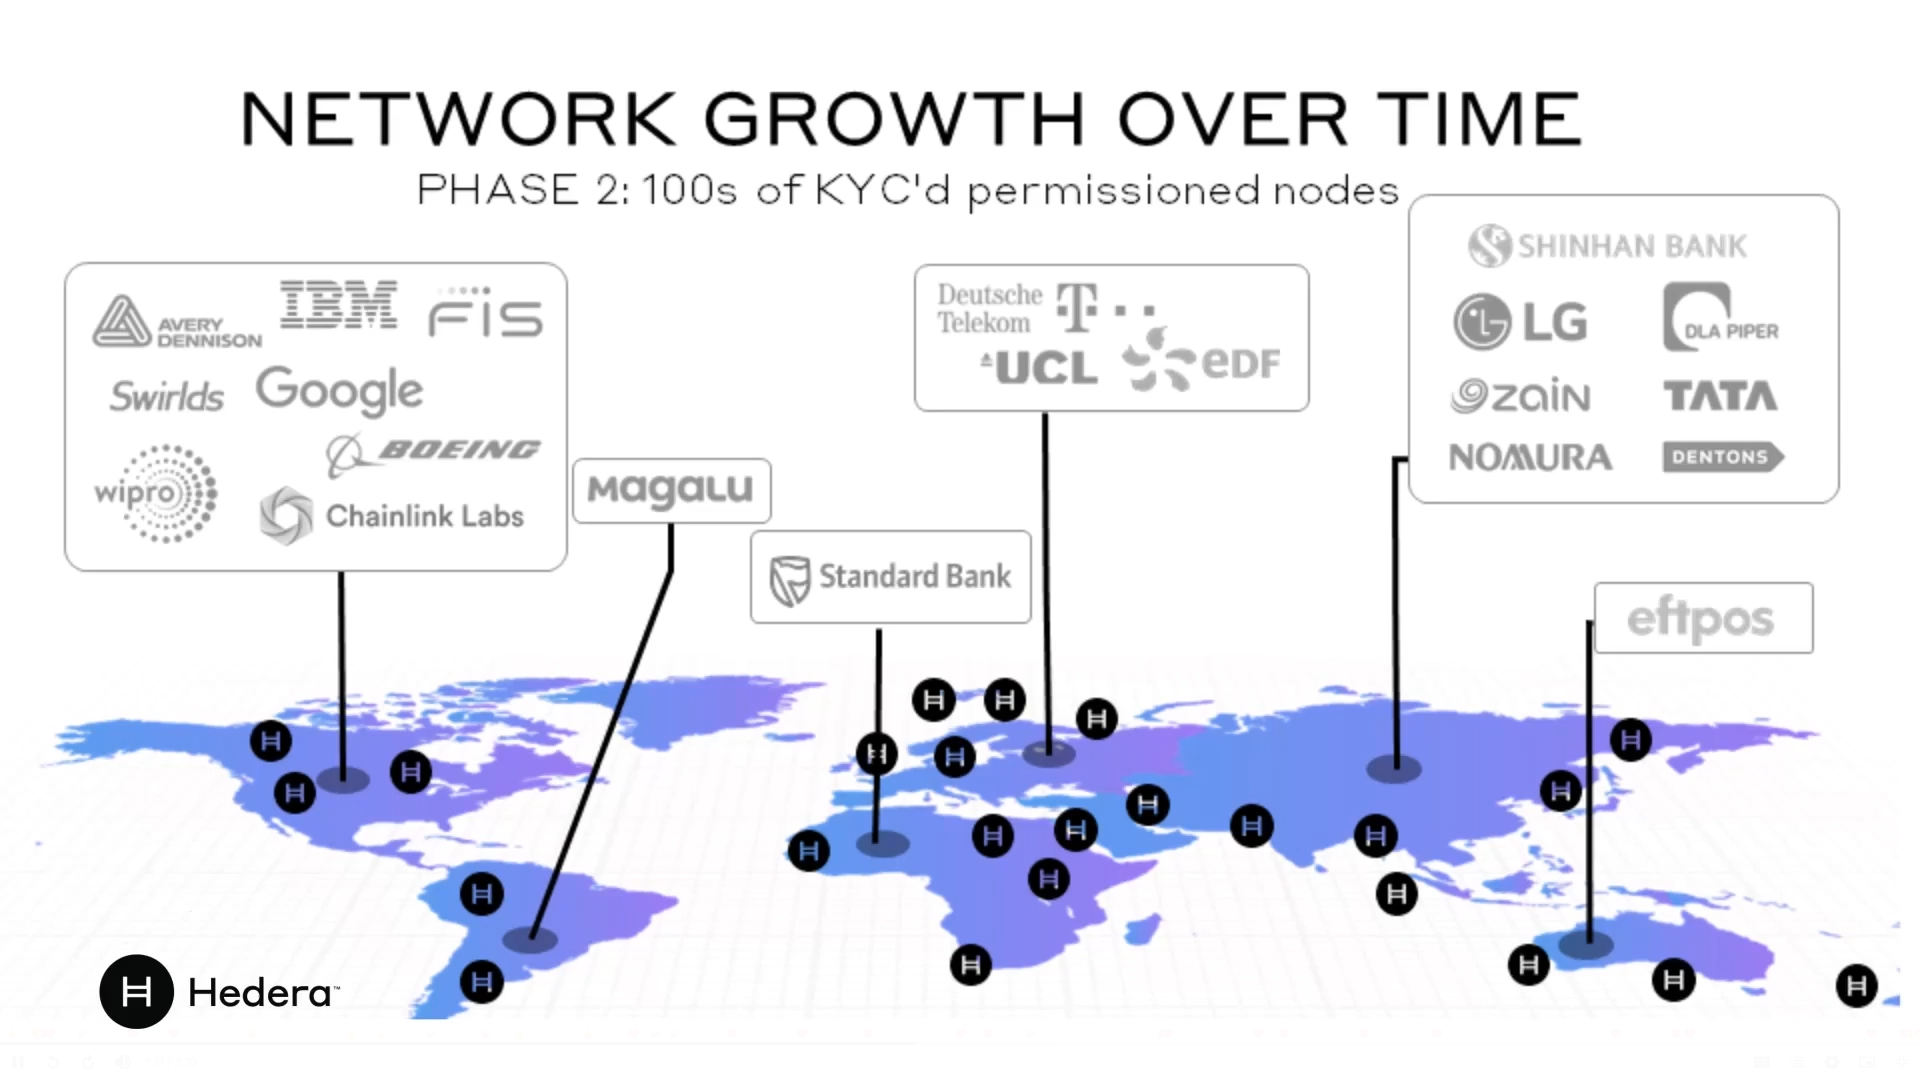 NETWORK GROWTH OVER TIME
PHASE 2: 100s of KYC'd permissioned nodes
AVERY
DENNISON
IBM
FIS
Swirlds
Google
BOEING
wipro
Chainlink Labs
MagaLu
Standard Bank
Deutsche
Telekom
T
UCL
eDF
SHINHAN BANK
LG
DLA PIPER
zain
TATA
NOMURA
DENTONS
eftpos
Hedera™